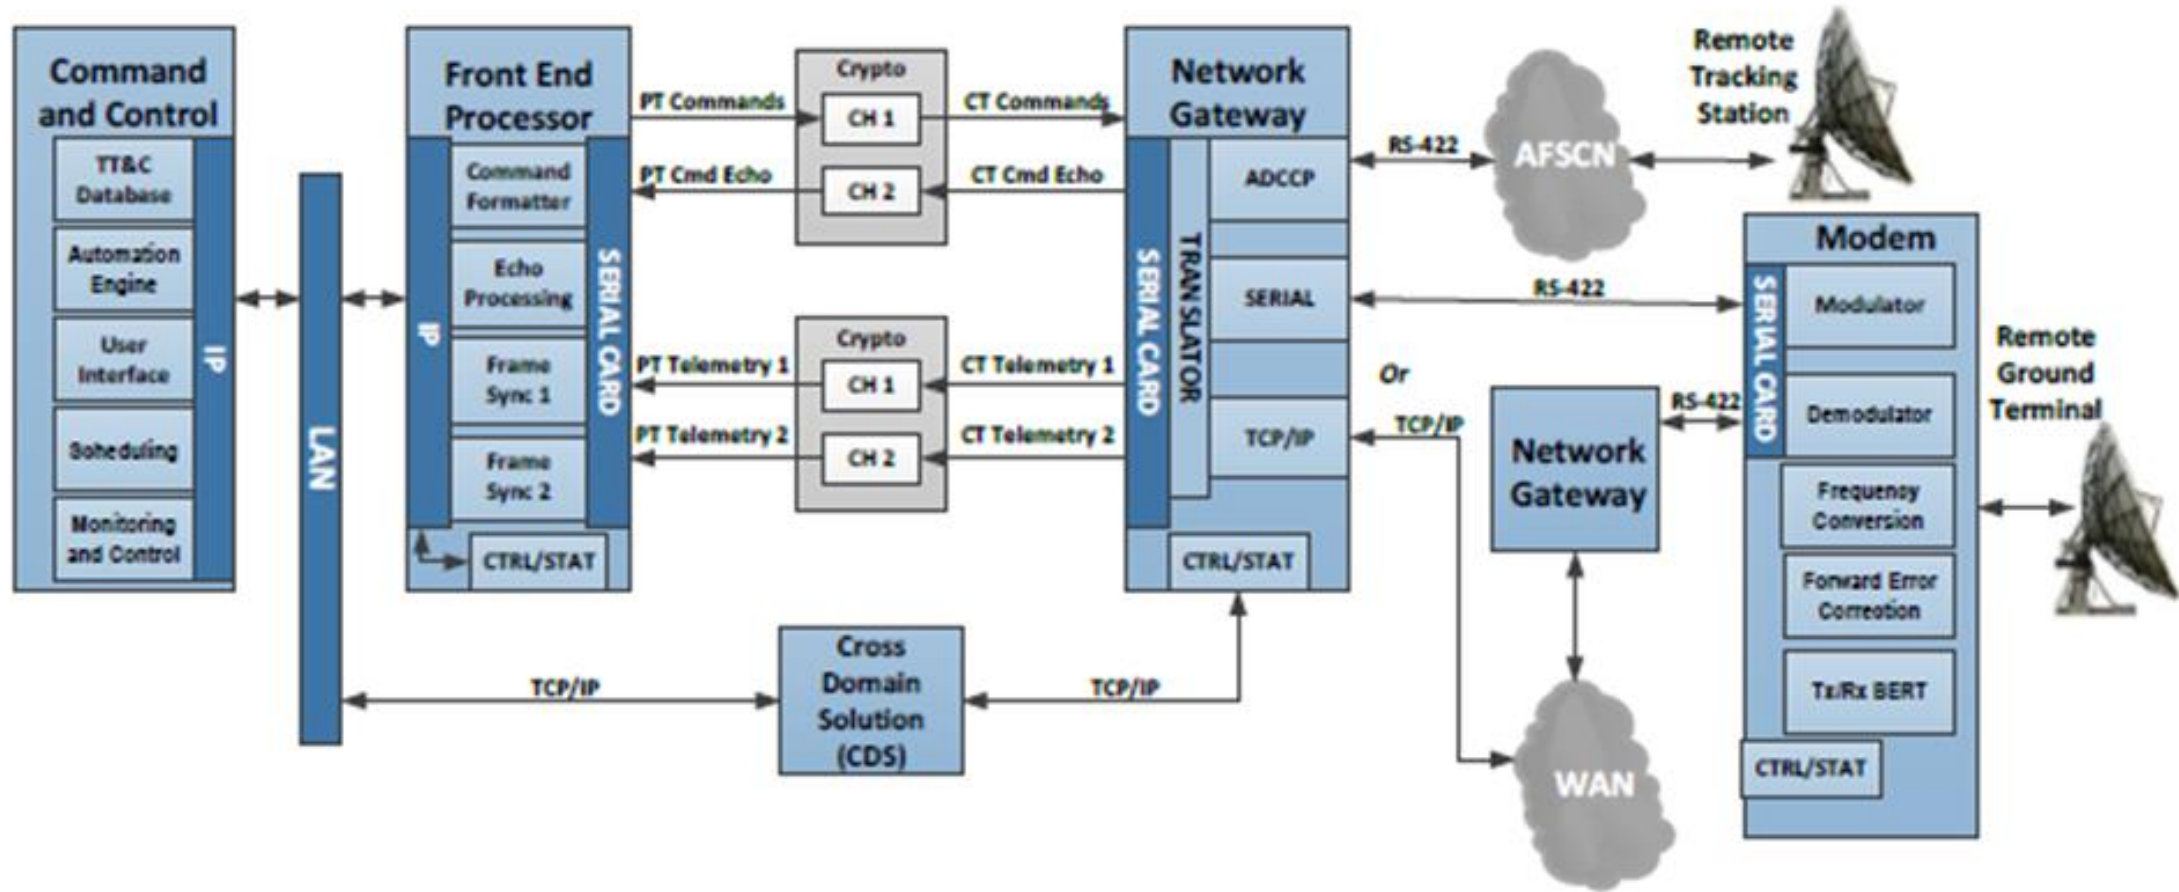 Command
and Control
TT&C
Database
Automation
Engine
User
Interface
Soheduling
Monitoring
and Control
IP
LAN
Front End
Processor
IP
Command
Formatter
Echo
Processing
Frame
Sync 1
Frame
Sync 2
SERIAL CARD
CTRL/STAT
PT Commands
PT Cmd Echo
PT Telemetry 1
PT Telemetry 2
Crypto
CH 1
CH 2
Crypto
CH 1
CH 2
CT Commands
CT Cmd Echo
CT Telemetry 1
CT Telemetry 2
TCP/IP
Cross
Domain
Solution
(CDS)
TCP/IP
Network
Gateway
SERIAL CARD
TRANSLATOR
ADCCP
SERIAL
TCP/IP
CTRL/STAT
RS-422
AFSCN
Remote
Tracking
Station
RS-422
Or
TCP/IP
Network
Gateway
RS-422
WAN
Modem
SERIAL CARD
Modulator
Demodulator
Frequency
Conversion
Forward Error
Correotion
Tx/Rx BERT
CTRL/STAT
Remote
Ground
Terminal